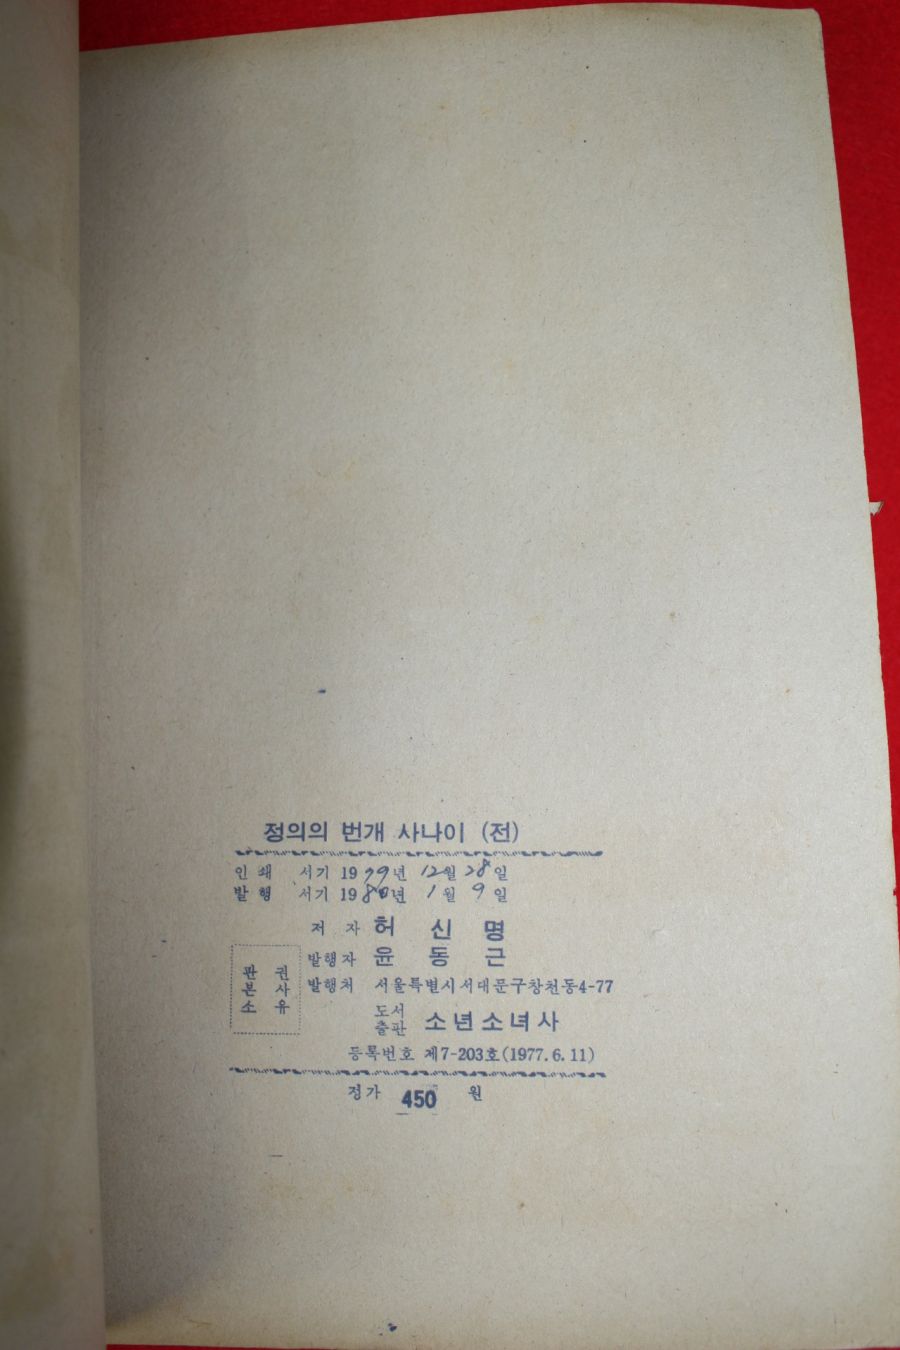 정의의 번개 사나이 (전)
인 쇄 서기 1979년 12월 28일
발 행 서기 1980년 1월 9일
저 자 허 신 명
발행자 윤 동 근
판 권
본 사
소 유
발행처 서울특별시서대문구창천동4-77
도서
출판 소년소녀사
등록번호 제7-203호(1977.6.11)
정가 450 원